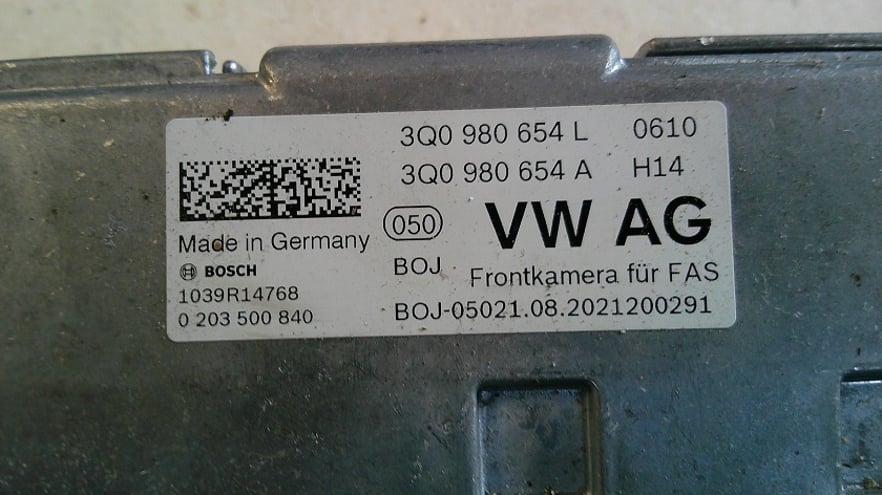 3Q0 980 654 L 0610
3Q0 980 654 A H14
050 VW AG
Made in Germany
BOJ Frontkamera für FAS
BOSCH
1039R14768
BOJ-05021.08.2021200291
0 203 500 840